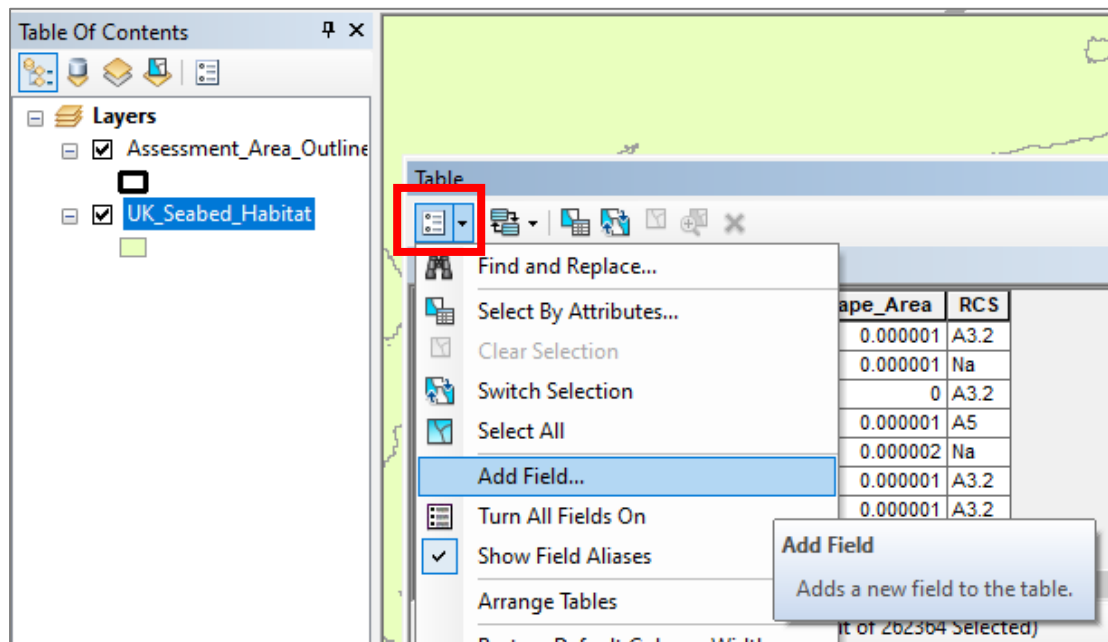 Table Of Contents
Layers
Assessment_Area_Outline
UK_Seabed_Habitat
Table
Find and Replace...
Select By Attributes...
Clear Selection
Switch Selection
Select All
Add Field...
Turn All Fields On
Show Field Aliases
Arrange Tables
ape_Area RCS
0.000001 A3.2
0.000001 Na
0 A3.2
0.000001 A5
0.000002 Na
0.000001 A3.2
0.000001 A3.2
Add Field
Adds a new field to the table.
t of 262364 Selected)